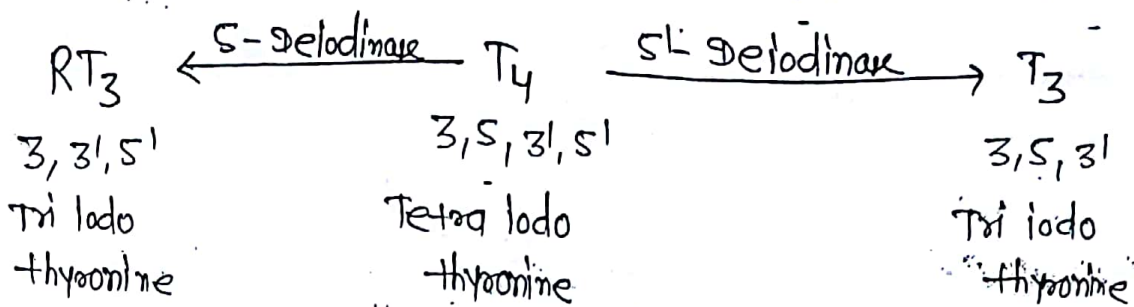 RT3 ← 5-Deiodinase T4 5'-Deiodinase → T3
3, 3', 5' 3, 5, 3', 5' 3, 5, 3'
Tri Iodo Tetra Iodo Tri iodo
thyronine thyronine thyronine